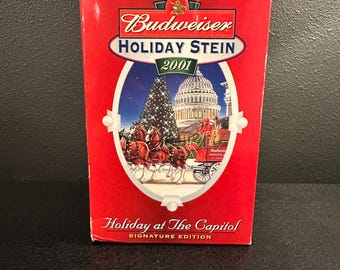 Budweiser
HOLIDAY STEIN
2001
Holiday at The Capitol
SIGNATURE EDITION